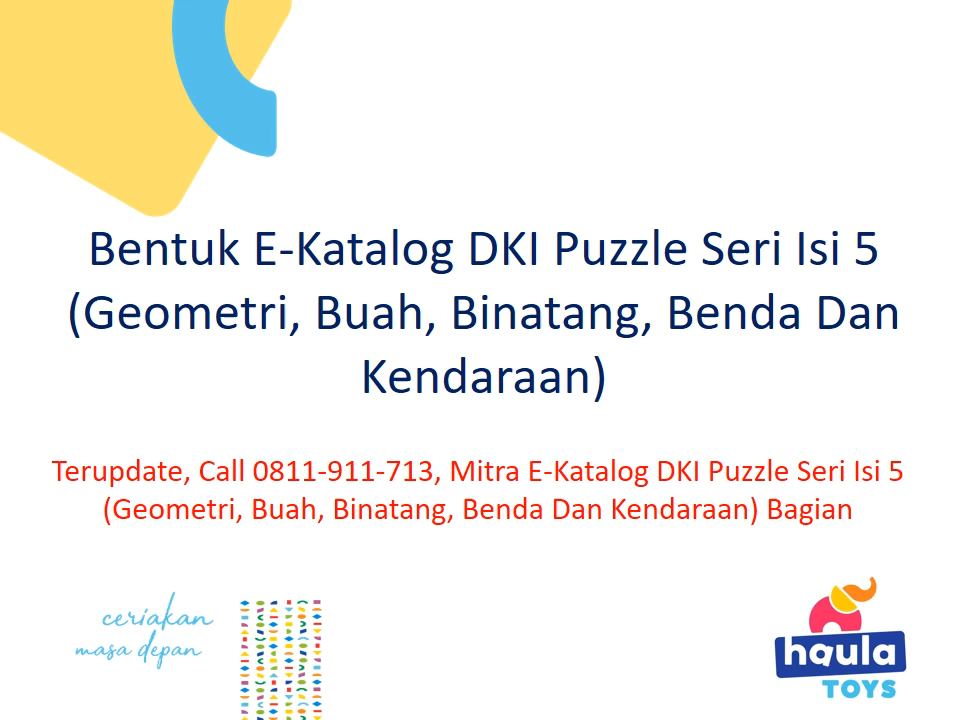 Bentuk E-Katalog DKI Puzzle Seri Isi 5
(Geometri, Buah, Binatang, Benda Dan
Kendaraan)
Terupdate, Call 0811-911-713, Mitra E-Katalog DKI Puzzle Seri Isi 5
(Geometri, Buah, Binatang, Benda Dan Kendaraan) Bagian
ceriakan
masa depan
haula
TOYS